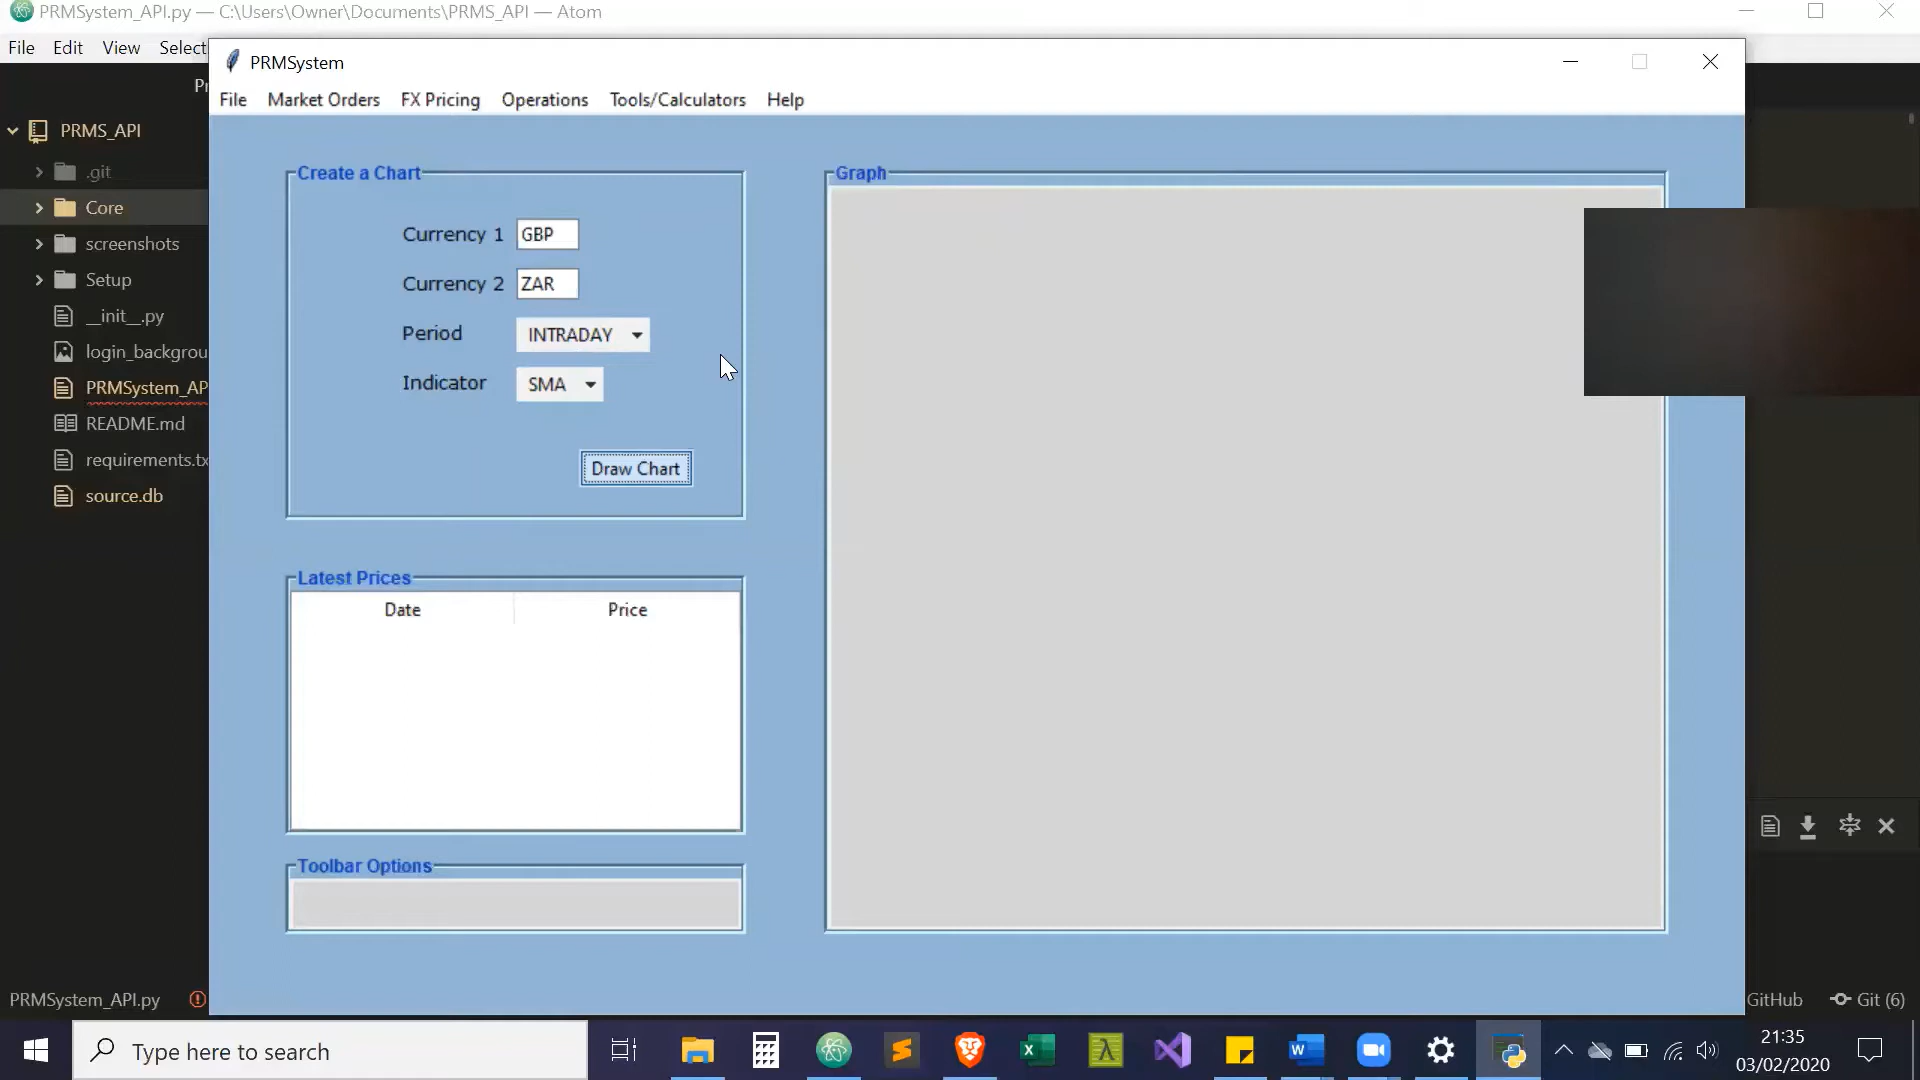 PRMSystem_API.py — C:\Users\Owner\Documents\PRMS_API — Atom
File Edit View Select
PRMSystem
File Market Orders FX Pricing Operations Tools/Calculators Help
PRMS_API
.git
Core
screenshots
Setup
__init__.py
login_backgrou
PRMSystem_AP
README.md
requirements.tx
source.db
Create a Chart
Currency 1 GBP
Currency 2 ZAR
Period INTRADAY
Indicator SMA
Draw Chart
Latest Prices
Date Price
Toolbar Options
Graph
PRMSystem_API.py
GitHub Git (6)
Type here to search
21:35
03/02/2020